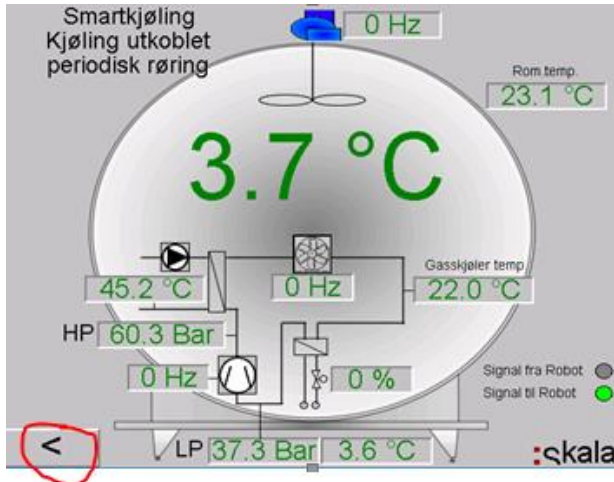 Smartkjøling
Kjøling utkoblet
periodisk røring
0 Hz
Rom.temp.
23.1 °C
3.7 °C
45.2 °C
0 Hz
Gasskjøler temp
22.0 °C
HP 60.3 Bar
0 Hz
0 %
Signal fra Robot
Signal til Robot
<
LP 37.3 Bar 3.6 °C
:skala